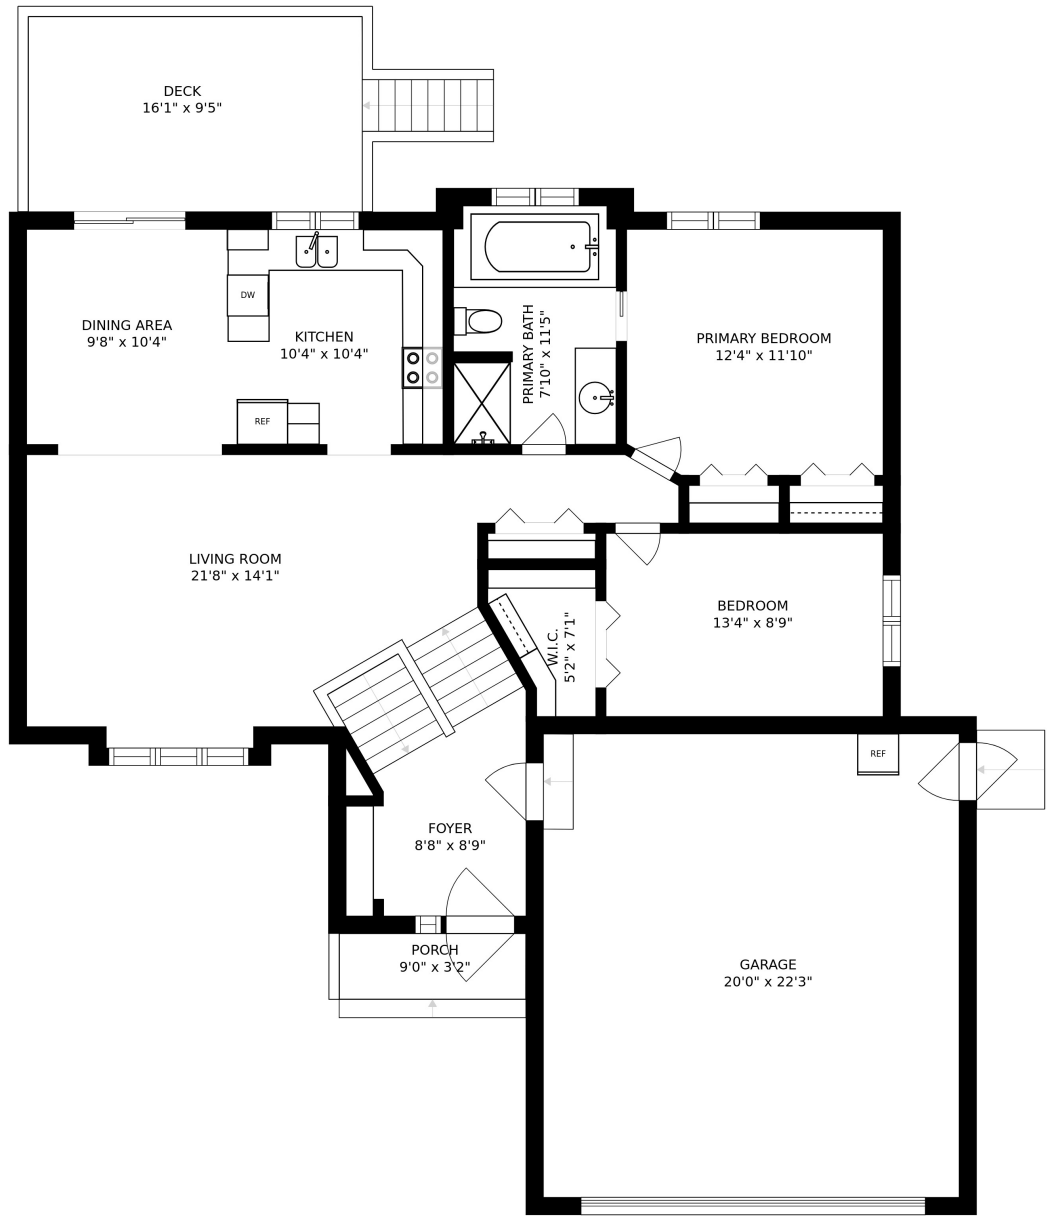 DECK
16'1" x 9'5"
DINING AREA
9'8" x 10'4"
DW
KITCHEN
10'4" x 10'4"
REF
PRIMARY BATH
7'10" x 11'5"
PRIMARY BEDROOM
12'4" x 11'10"
LIVING ROOM
21'8" x 14'1"
W.I.C.
5'2" x 7'1"
BEDROOM
13'4" x 8'9"
REF
FOYER
8'8" x 8'9"
PORCH
9'0" x 3'2"
GARAGE
20'0" x 22'3"